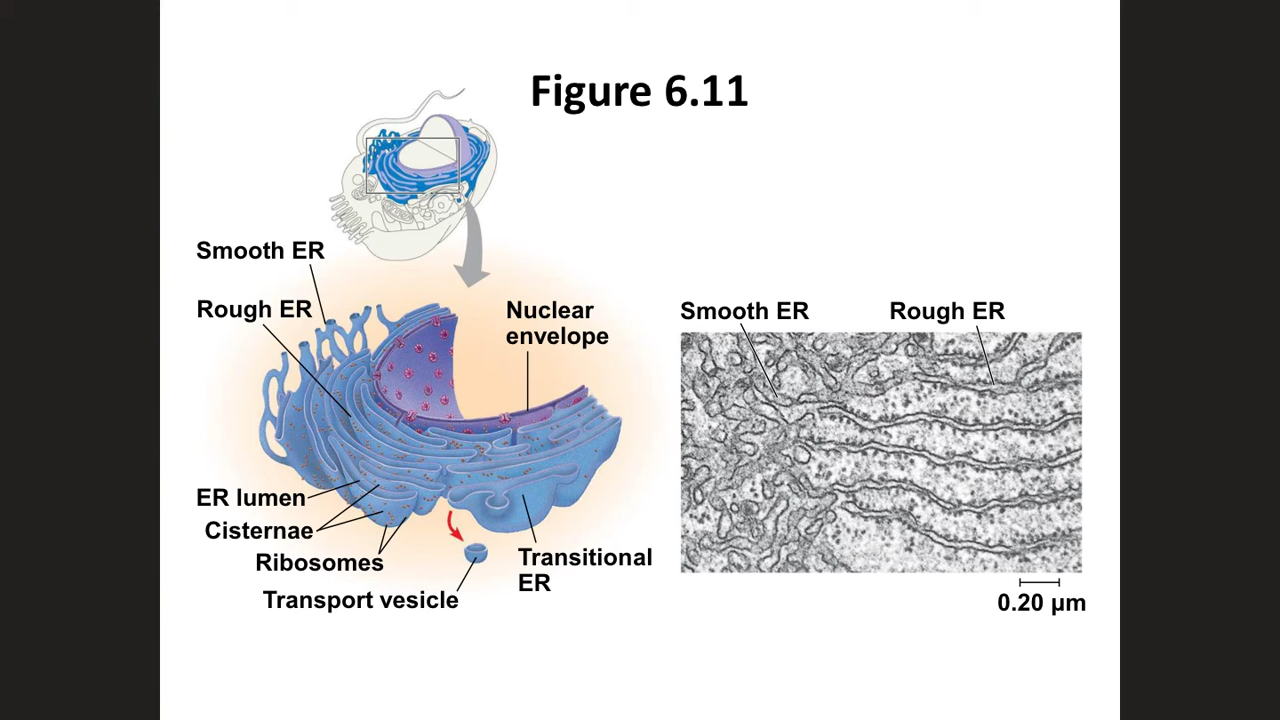 Figure 6.11
Smooth ER
Rough ER
Nuclear
envelope
ER lumen
Cisternae
Ribosomes
Transport vesicle
Transitional
ER
Smooth ER
Rough ER
0.20 µm